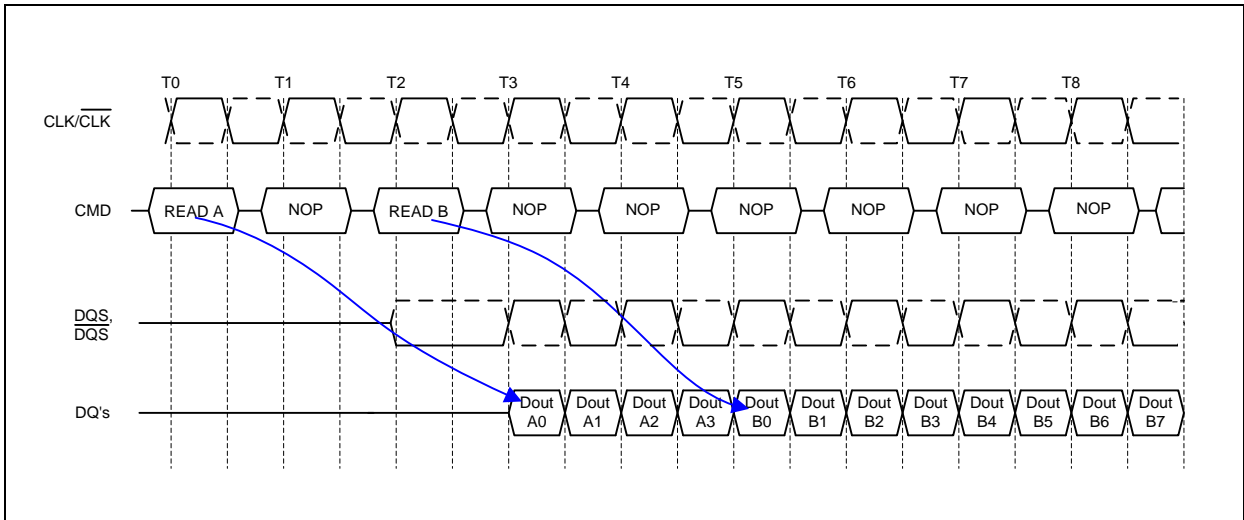 T0 T1 T2 T3 T4 T5 T6 T7 T8
CLK/CLK
CMD READ A NOP READ B NOP NOP NOP NOP NOP NOP
DQS,
DQS
DQ's
Dout Dout Dout Dout Dout Dout Dout Dout Dout Dout Dout Dout
A0 A1 A2 A3 B0 B1 B2 B3 B4 B5 B6 B7